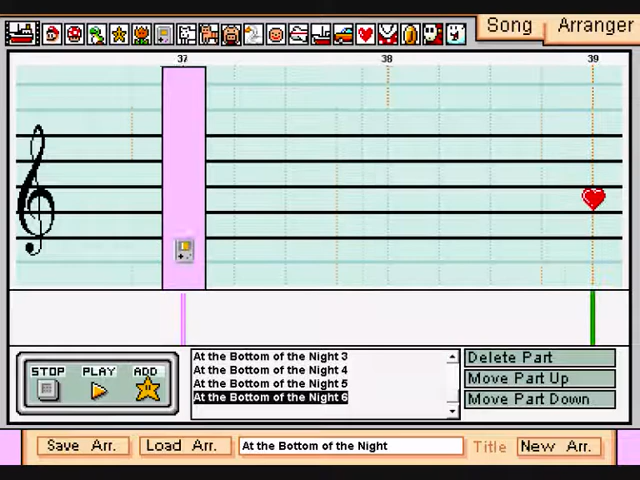 Song
Arranger
37
38
39
STOP
PLAY
ADD
At the Bottom of the Night 3
At the Bottom of the Night 4
At the Bottom of the Night 5
At the Bottom of the Night 6
Delete Part
Move Part Up
Move Part Down
Save Arr.
Load Arr.
At the Bottom of the Night
Title
New Arr.